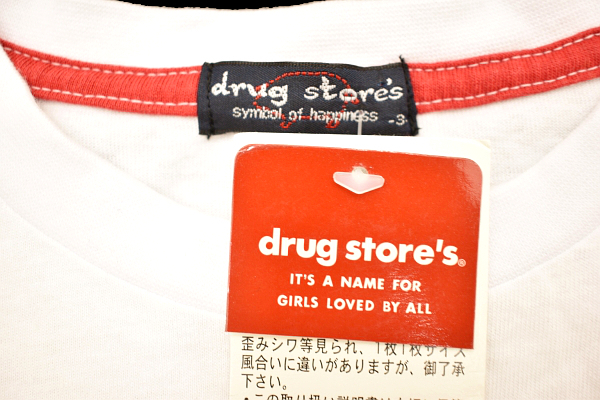 drug store's
symbol of happiness -3
drug store's®
IT'S A NAME FOR
GIRLS LOVED BY ALL
歪みシワ等見られ、1枚1枚サイズ
風合いに違いがありますが、御了承
下さい。